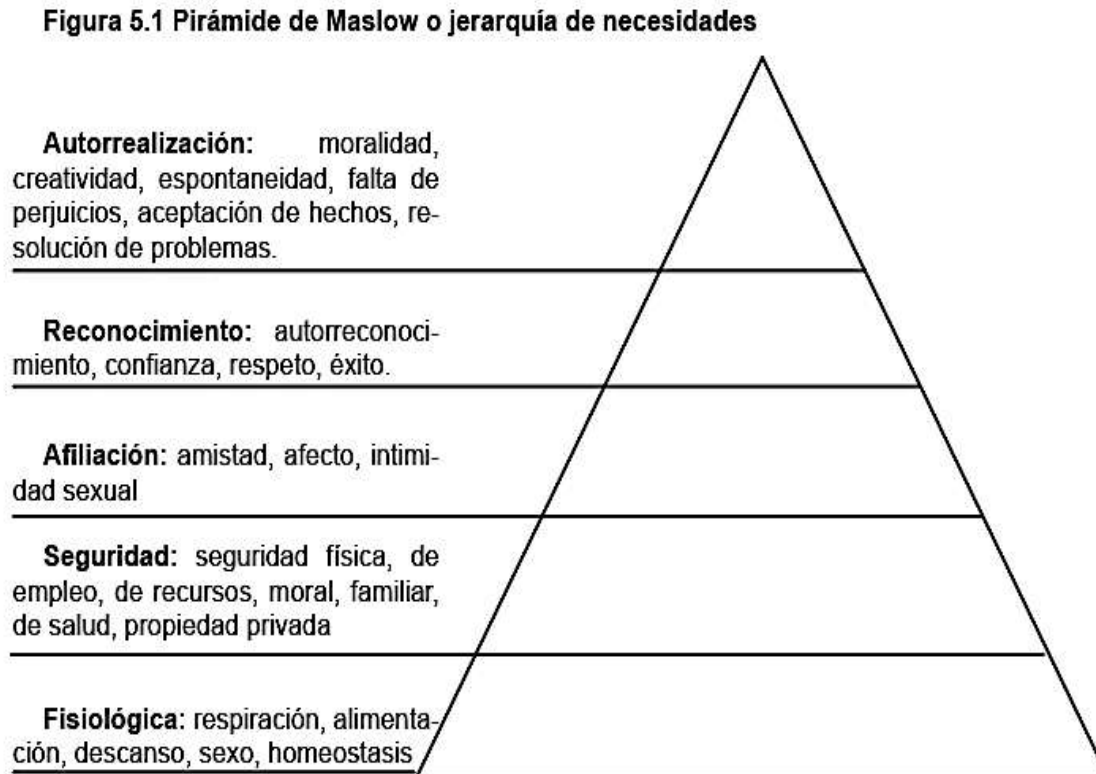 Figura 5.1 Pirámide de Maslow o jerarquía de necesidades
Autorrealización: moralidad,
creatividad, espontaneidad, falta de
perjuicios, aceptación de hechos, re-
solución de problemas.
Reconocimiento: autorreconoci-
miento, confianza, respeto, éxito.
Afiliación: amistad, afecto, intimi-
dad sexual
Seguridad: seguridad física, de
empleo, de recursos, moral, familiar,
de salud, propiedad privada
Fisiológica: respiración, alimenta-
ción, descanso, sexo, homeostasis